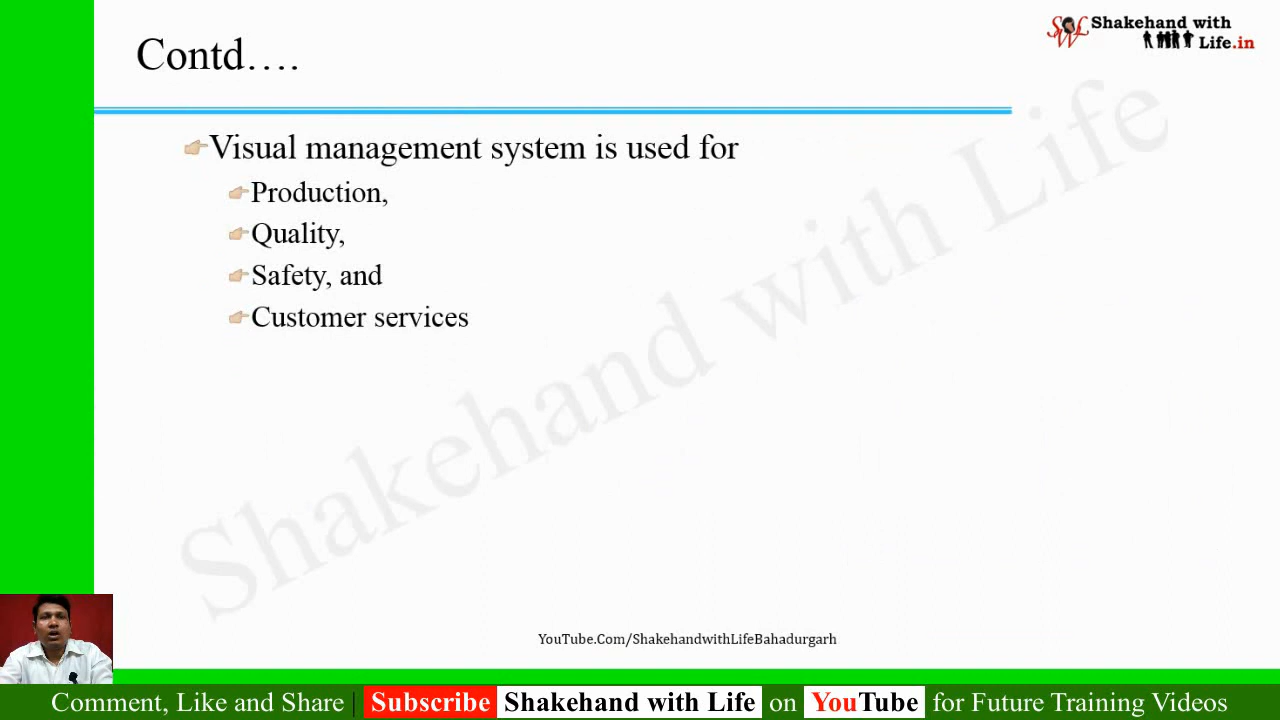 Contd….
Shakehand with
Life.in
Visual management system is used for
Production,
Quality,
Safety, and
Customer services
Shakehand with Life
YouTube.Com/ShakehandwithLifeBahadurgarh
Comment, Like and Share | Subscribe Shakehand with Life on YouTube for Future Training Videos